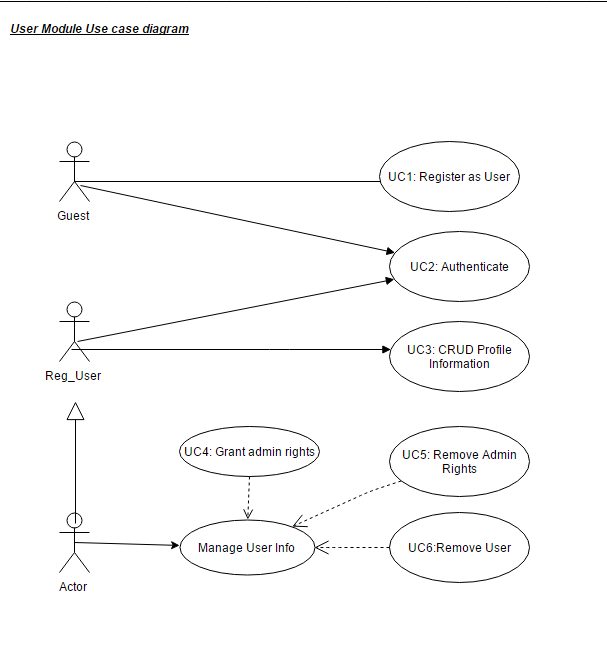 User Module Use case diagram
UC1: Register as User
Guest
UC2: Authenticate
UC3: CRUD Profile
Information
Reg_User
UC4: Grant admin rights
UC5: Remove Admin
Rights
Manage User Info
UC6:Remove User
Actor